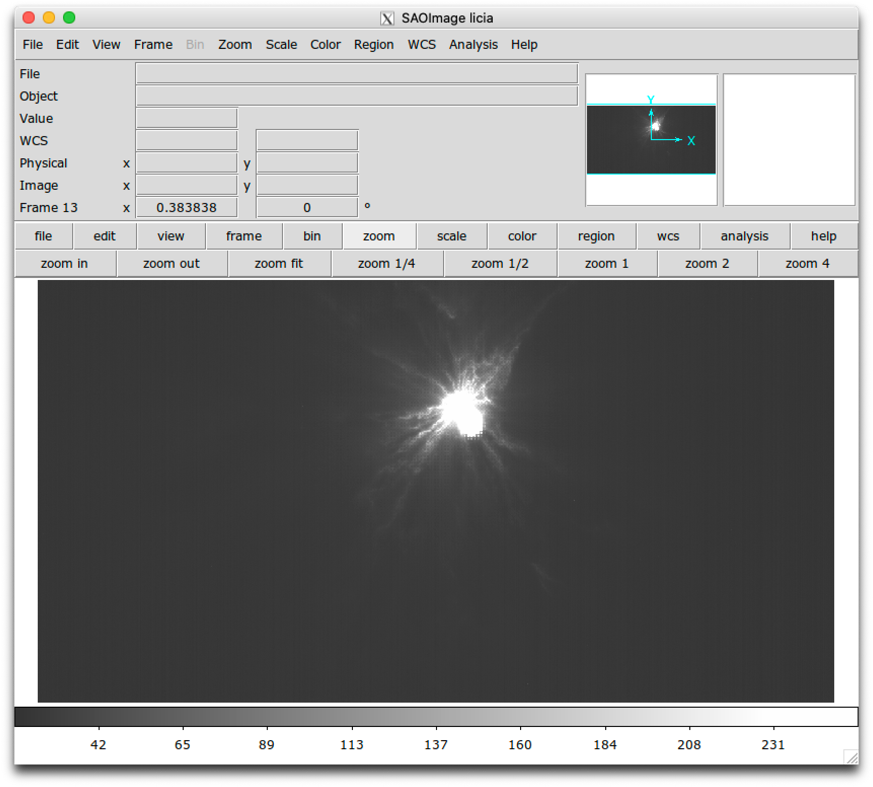 SAOImage licia
File Edit View Frame Bin Zoom Scale Color Region WCS Analysis Help
File
Object
Value
WCS
Physical x y
Image x y
Frame 13 x 0.383838 0 °
Y
X
file edit view frame bin zoom scale color region wcs analysis help
zoom in zoom out zoom fit zoom 1/4 zoom 1/2 zoom 1 zoom 2 zoom 4
42 65 89 113 137 160 184 208 231